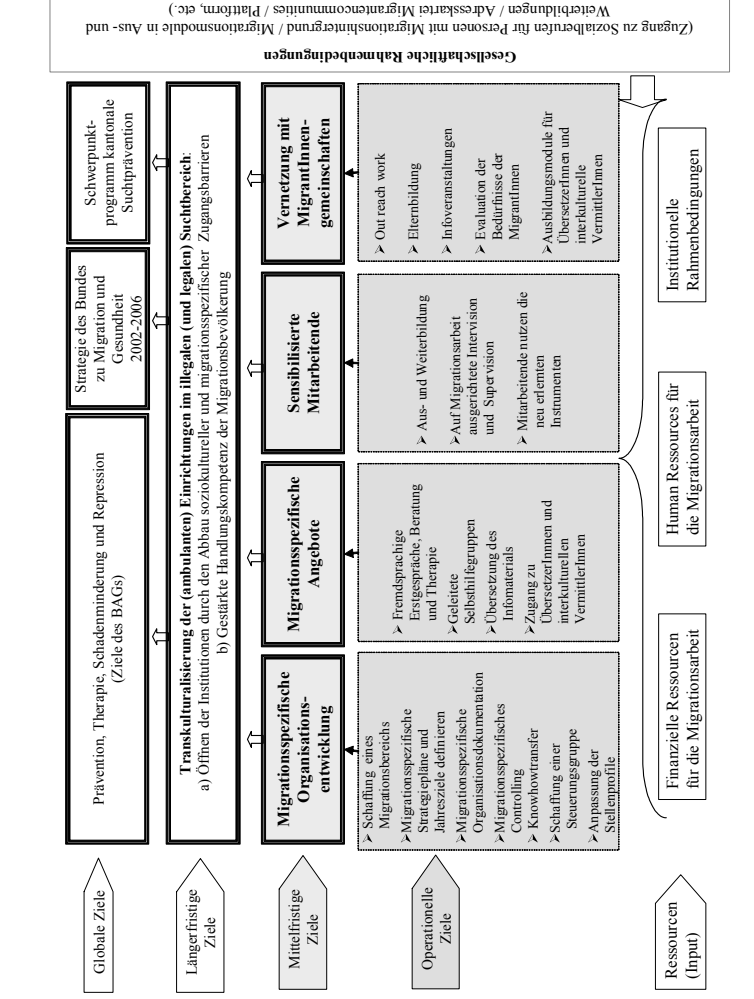 Globale Ziele
Prävention, Therapie, Schadenminderung und Repression
(Ziele des BAGs)
Strategie des Bundes
zu Migration und
Gesundheit
2002-2006
Schwerpunkt-
programm kantonale
Suchtprävention
Längerfristige
Ziele
Transkulturalisierung der (ambulanten) Einrichtungen im illegalen (und legalen) Suchtbereich:
a) Öffnen der Institutionen durch den Abbau soziokultureller und migrationsspezifischer Zugangsbarrieren
b) Gestärkte Handlungskompetenz der Migrationsbevölkerung
Mittelfristige
Ziele
Migrationsspezifische
Organisations-
entwicklung
Migrationsspezifische
Angebote
Sensibilisierte
Mitarbeitende
Vernetzung mit
MigrantInnen-
gemeinschaften
Operationelle
Ziele
➢ Schaffung eines
Migrationsbereichs
➢Migrationsspezifische
Strategiepläne und
Jahresziele definieren
➢Migrationsspezifische
Organisationsdokumentation
➢Migrationsspezifisches
Controlling
➢ Knowhowtransfer
➢Schaffung einer
Steuerungsgruppe
➢Anpassung der
Stellenprofile
➢ Fremdsprachige
Erstgespräche, Beratung
und Therapie
➢Geleitete
Selbsthilfegruppen
➢Übersetzung des
Infomaterials
➢Zugang zu
ÜbersetzerInnnen und
interkulturellen
VermittlerInnen
➢ Aus- und Weiterbildung
➢Auf Migrationsarbeit
ausgerichtete Intervision
und Supervision
➢ Mitarbeitende nutzen die
neu erlernten
Instrumenten
➢ Out reach work
➢ Elternbildung
➢ Infoveranstaltungen
➢ Evaluation der
Bedürfnisse der
MigrantInnen
➢Ausbildungsmodule für
ÜbersetzerInnen und
interkulturelle
VermittlerInnen
Ressourcen
(Input)
Finanzielle Ressourcen
für die Migrationsarbeit
Human Ressources für
die Migrationsarbeit
Institutionelle
Rahmenbedingungen
Gesellschaftliche Rahmenbedingungen
(Zugang zu Sozialberufen für Personen mit Migrationshintergrund / Migrationsmodule in Aus- und
Weiterbildungen / Adresskartei Migrantencommunities / Plattform, etc.)